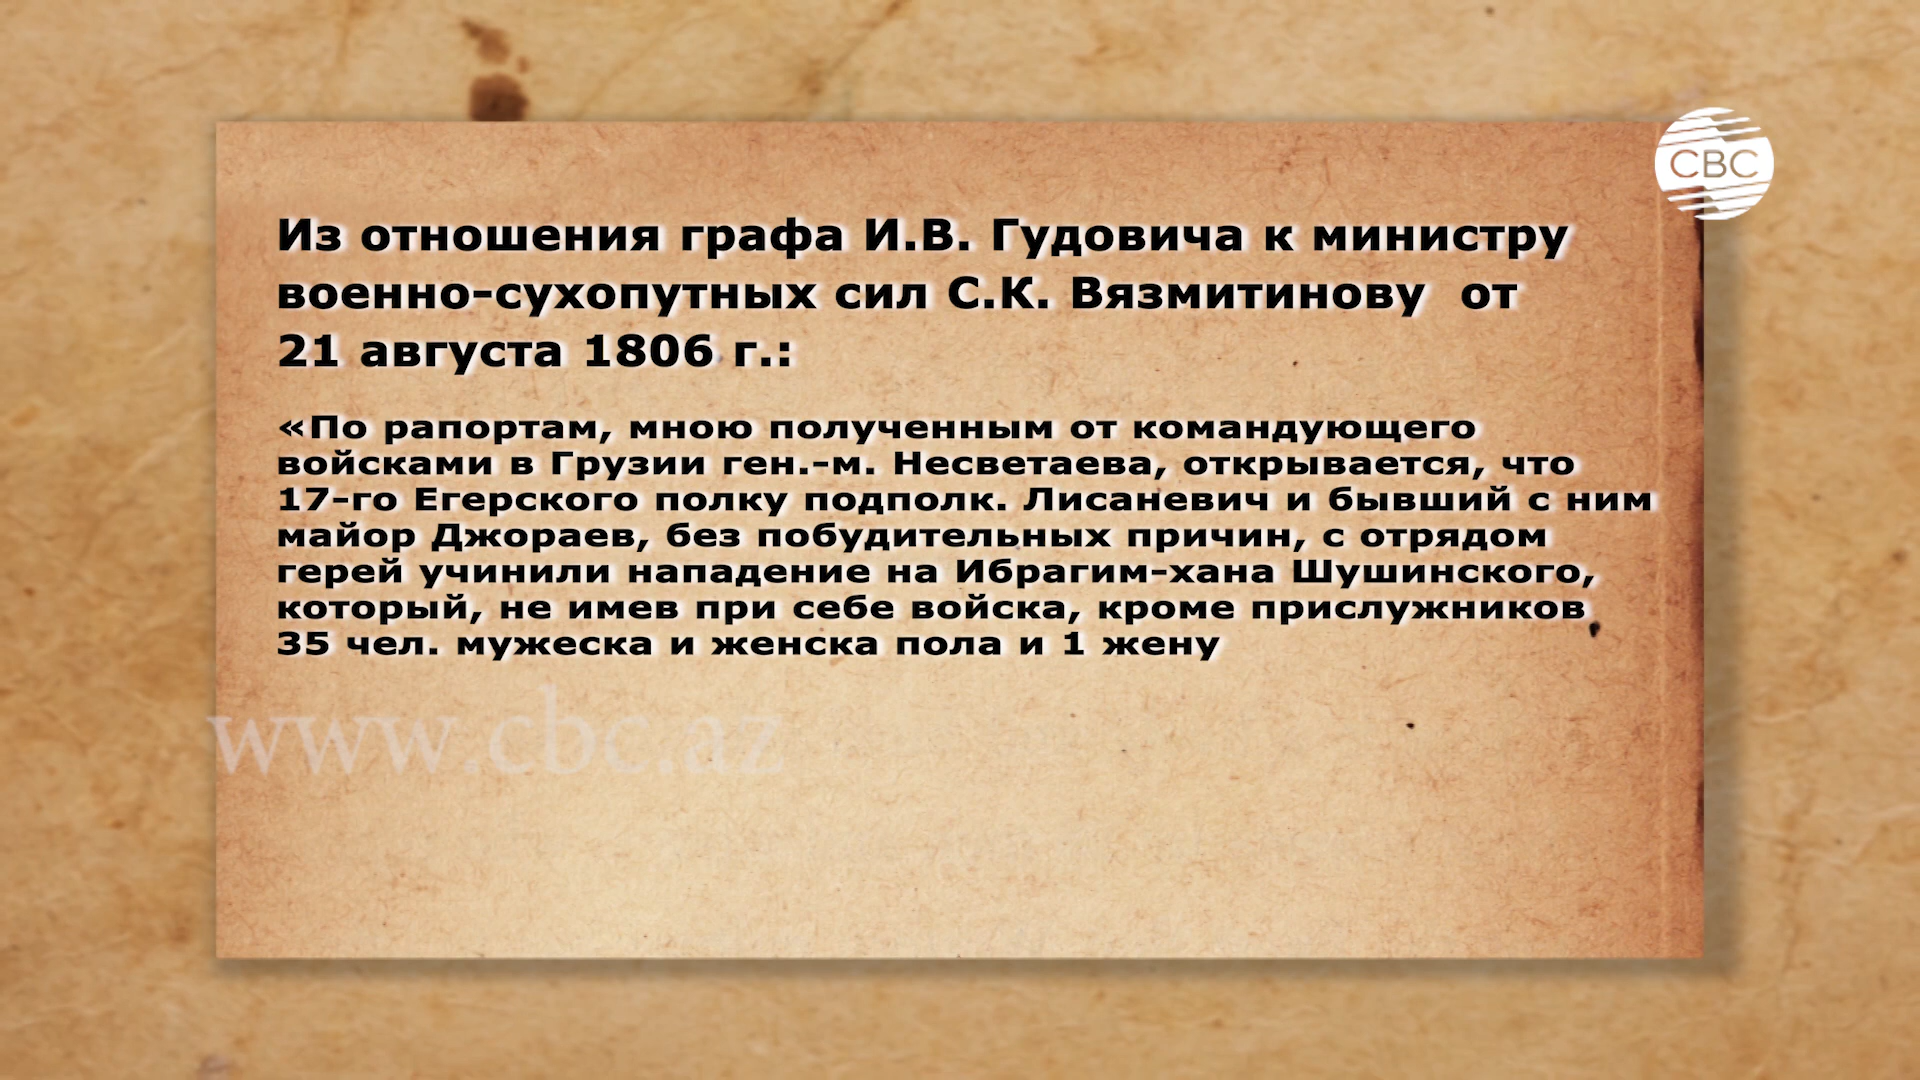 CBC
Из отношения графа И.В. Гудовича к министру
военно-сухопутных сил С.К. Вязмитинову от
21 августа 1806 г.:
«По рапортам, мною полученным от командующего
войсками в Грузии ген.-м. Несветаева, открывается, что
17-го Егерского полку подполк. Лисаневич и бывший с ним
майор Джораев, без побудительных причин, с отрядом
герей учинили нападение на Ибрагим-хана Шушинского,
который, не имев при себе войска, кроме прислужников
35 чел. мужеска и женска пола и 1 жену
www.cbc.az